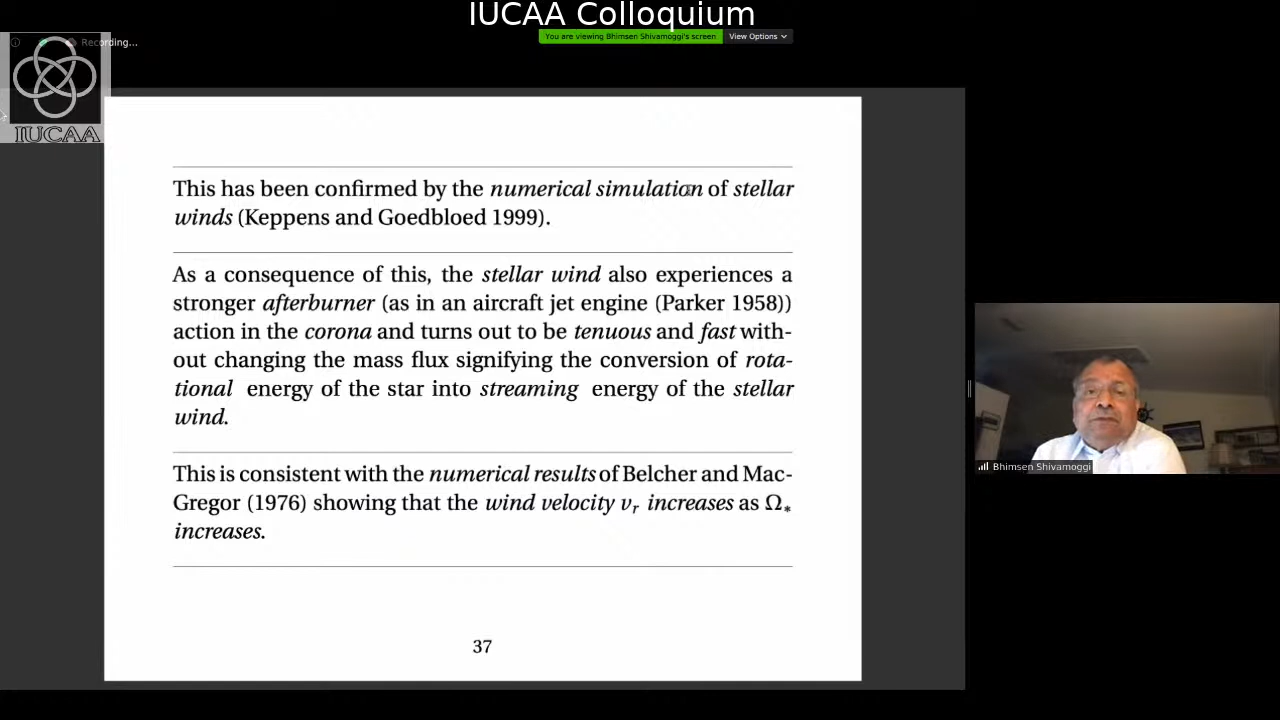 IUCAA Colloquium
You are viewing Bhimsen Shivamoggi's screen
View Options
Recording...
IUCAA
This has been confirmed by the numerical simulation of stellar
winds (Keppens and Goedbloed 1999).
As a consequence of this, the stellar wind also experiences a
stronger afterburner (as in an aircraft jet engine (Parker 1958))
action in the corona and turns out to be tenuous and fast with-
out changing the mass flux signifying the conversion of rota-
tional energy of the star into streaming energy of the stellar
wind.
This is consistent with the numerical results of Belcher and Mac-
Gregor (1976) showing that the wind velocity vᵣ increases as Ω*
increases.
37
Bhimsen Shivamoggi